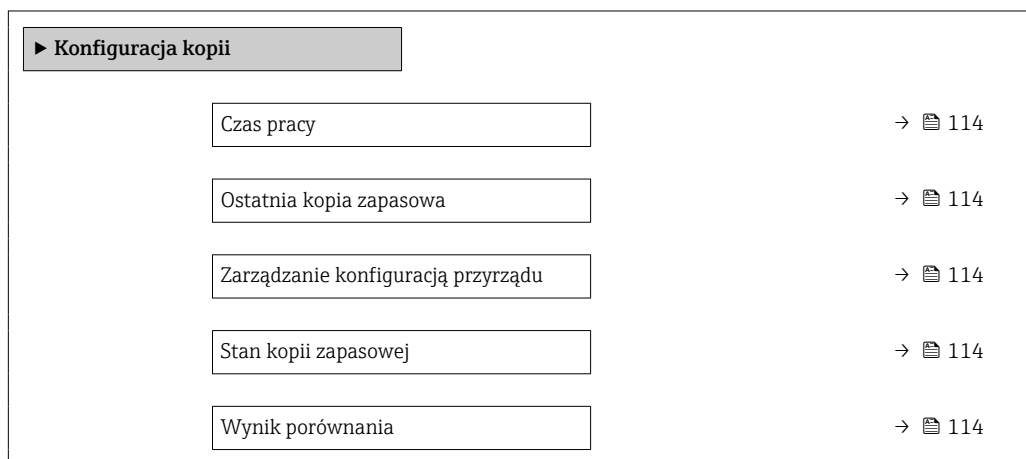 ▶ Konfiguracja kopii
Czas pracy → 114
Ostatnia kopia zapasowa → 114
Zarządzanie konfiguracją przyrządu → 114
Stan kopii zapasowej → 114
Wynik porównania → 114